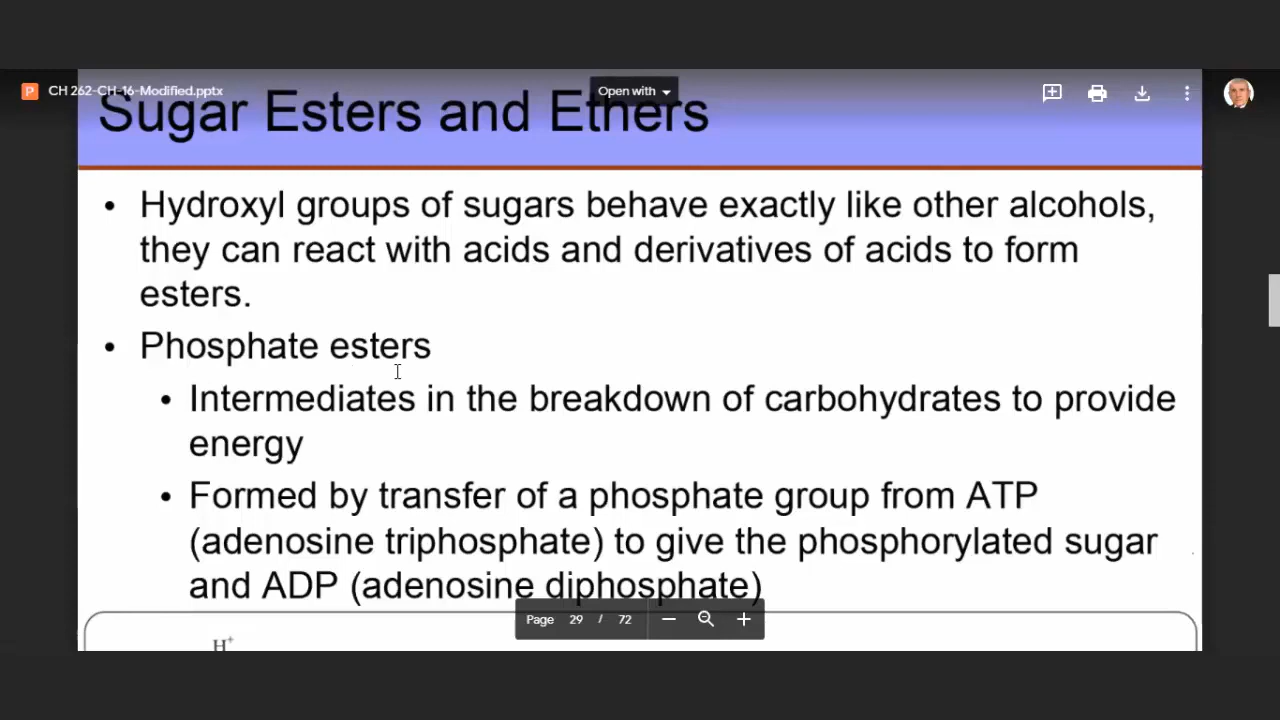 CH 262-CH-16-Modified.pptx
Open with
Sugar Esters and Ethers
• Hydroxyl groups of sugars behave exactly like other alcohols,
they can react with acids and derivatives of acids to form
esters.
• Phosphate esters
• Intermediates in the breakdown of carbohydrates to provide
energy
• Formed by transfer of a phosphate group from ATP
(adenosine triphosphate) to give the phosphorylated sugar
and ADP (adenosine diphosphate)
Page 29 / 72
H⁺